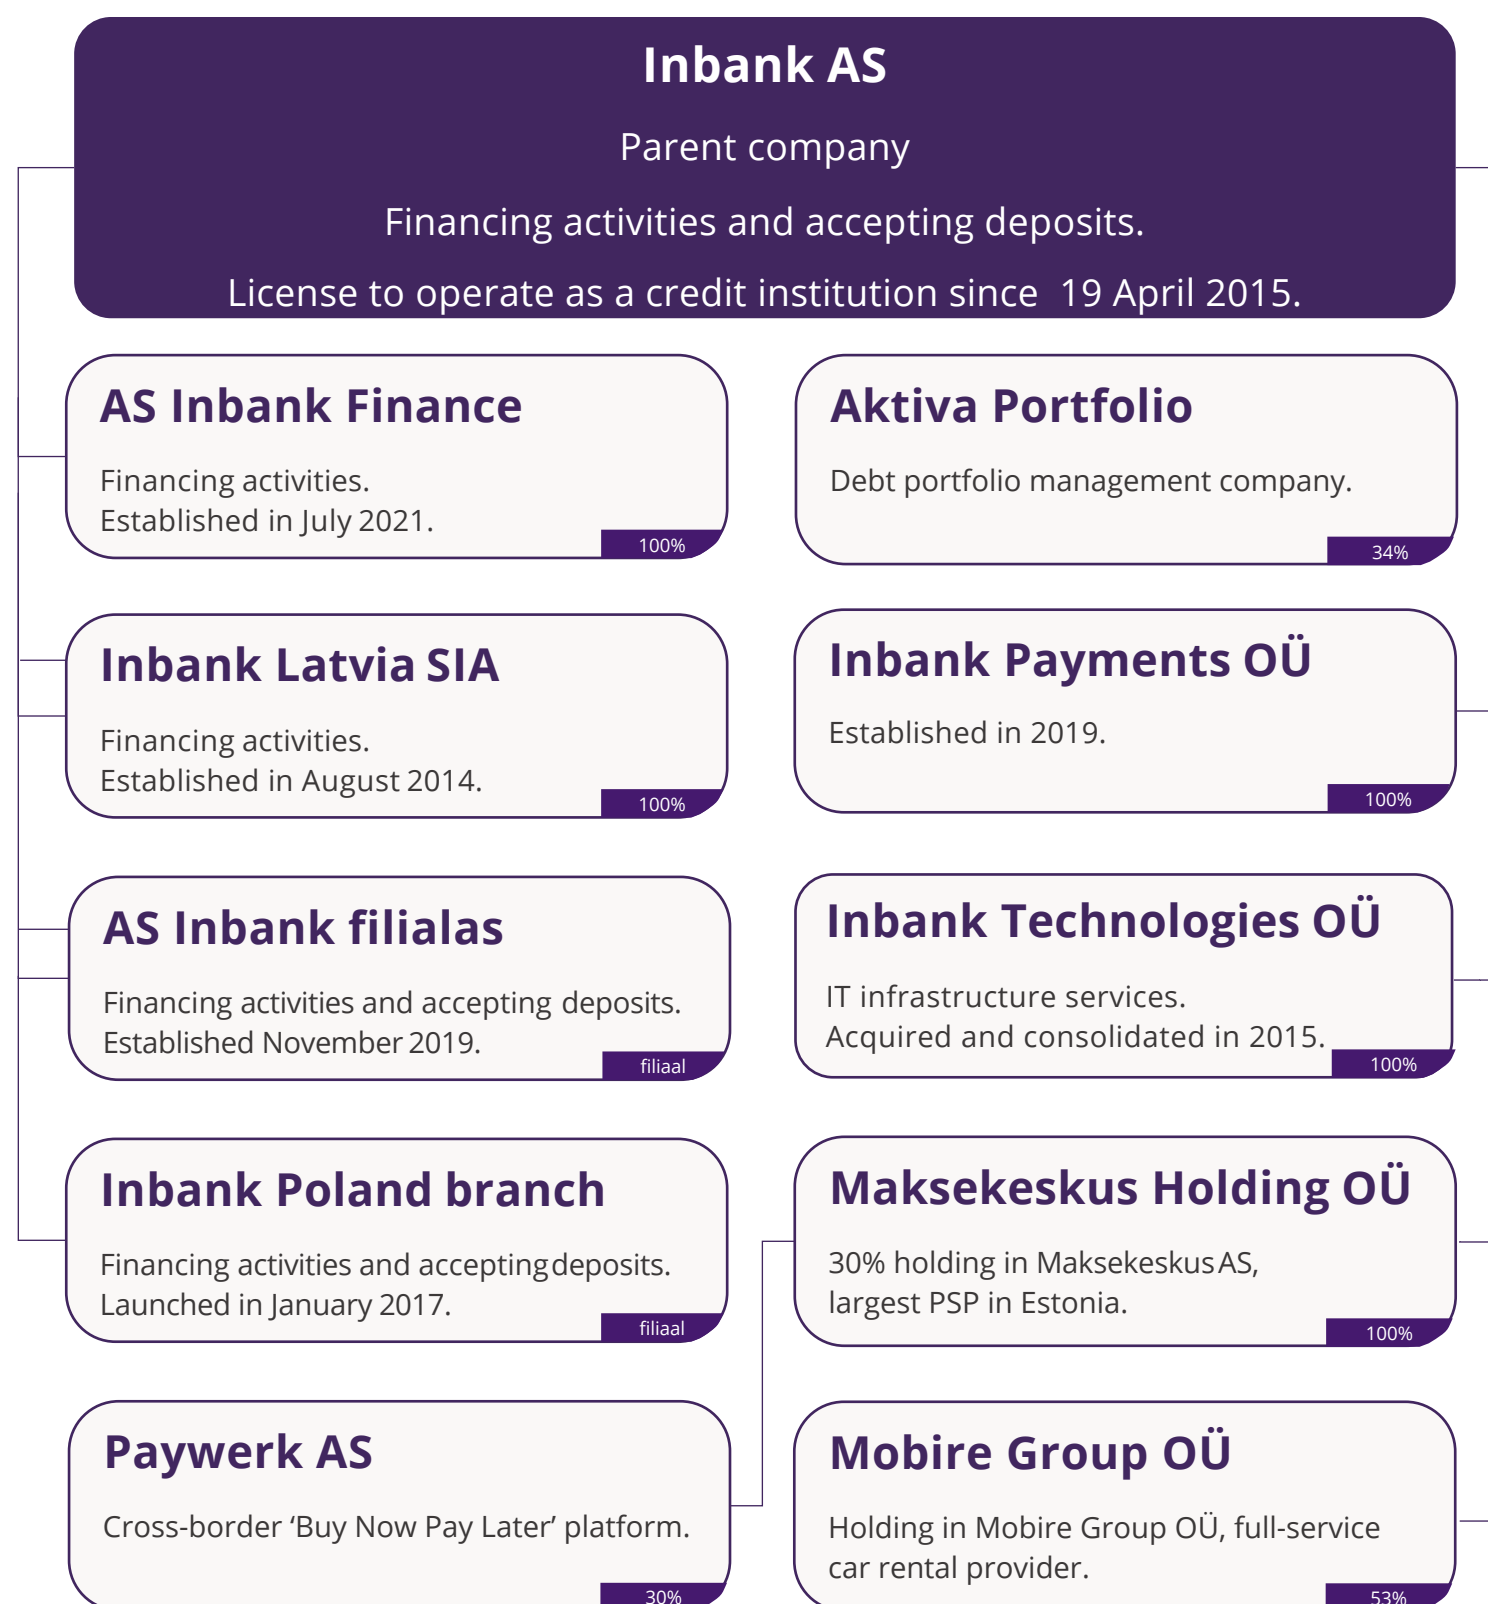 Inbank AS
Parent company
Financing activities and accepting deposits.
License to operate as a credit institution since 19 April 2015.
AS Inbank Finance
Financing activities.
Established in July 2021.
100%
Aktiva Portfolio
Debt portfolio management company.
34%
Inbank Latvia SIA
Financing activities.
Established in August 2014.
100%
Inbank Payments OÜ
Established in 2019.
100%
AS Inbank filialas
Financing activities and accepting deposits.
Established November 2019.
filiaal
Inbank Technologies OÜ
IT infrastructure services.
Acquired and consolidated in 2015.
100%
Inbank Poland branch
Financing activities and accepting deposits.
Launched in January 2017.
filiaal
Maksekeskus Holding OÜ
30% holding in Maksekeskus AS,
largest PSP in Estonia.
100%
Paywerk AS
Cross-border ‘Buy Now Pay Later’ platform.
30%
Mobire Group OÜ
Holding in Mobire Group OÜ, full-service
car rental provider.
53%